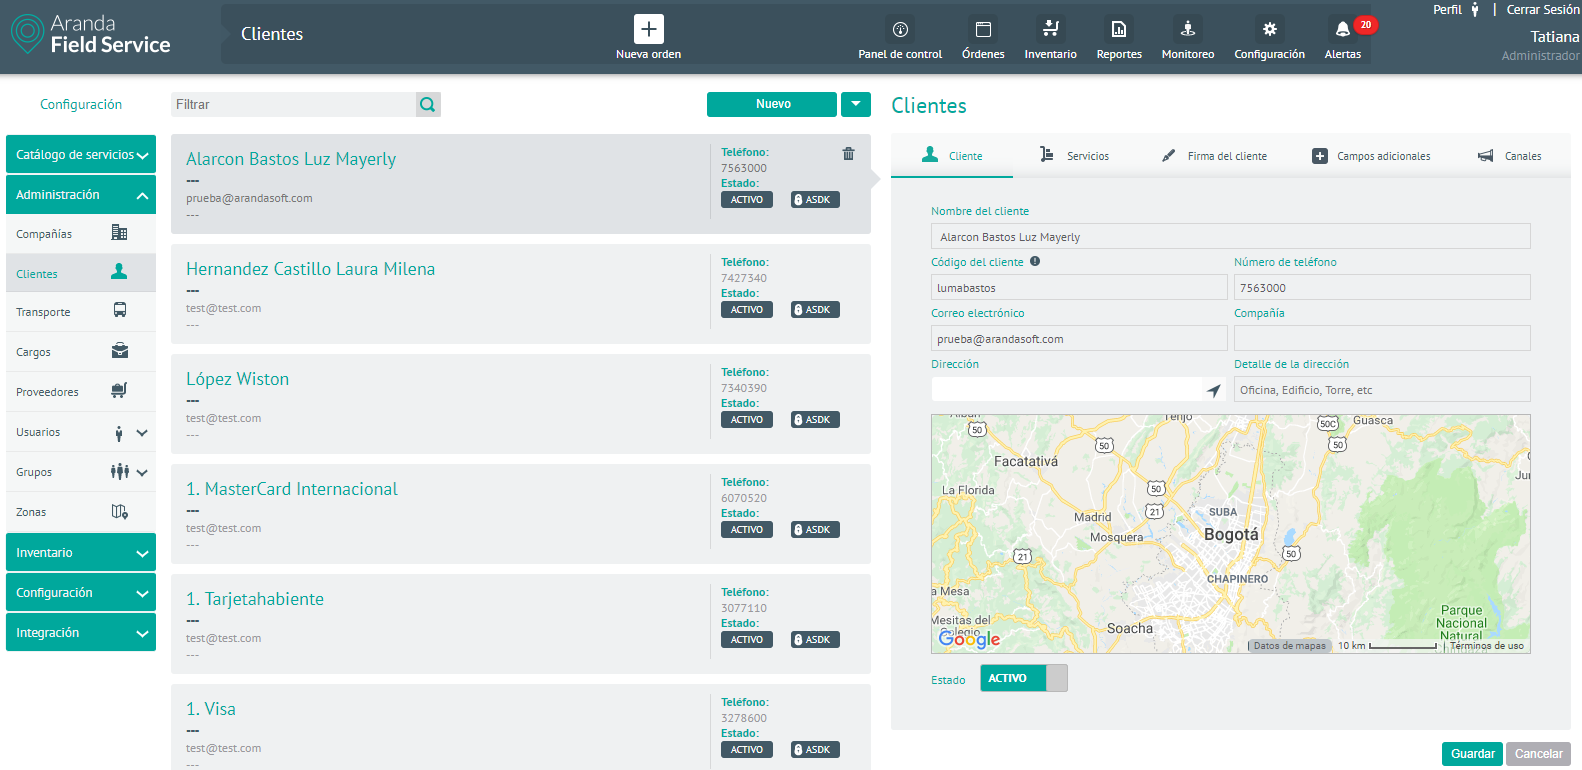 Aranda
Field Service
Clientes
Nueva orden
Panel de control
Órdenes
Inventario
Reportes
Monitoreo
Configuración
Alertas
20
Perfil | Cerrar Sesión
Tatiana
Administrador
Configuración
Catálogo de servicios
Administración
Compañías
Clientes
Transporte
Cargos
Proveedores
Usuarios
Grupos
Zonas
Inventario
Configuración
Integración
Filtrar
Nuevo
Alarcon Bastos Luz Mayerly
---
prueba@arandasoft.com
---
Teléfono:
7563000
Estado:
ACTIVO ASDK
Hernandez Castillo Laura Milena
---
test@test.com
---
Teléfono:
7427340
Estado:
ACTIVO ASDK
López Wiston
---
test@test.com
---
Teléfono:
7340390
Estado:
ACTIVO ASDK
1. MasterCard Internacional
---
test@test.com
---
Teléfono:
6070520
Estado:
ACTIVO ASDK
1. Tarjetahabiente
---
test@test.com
---
Teléfono:
3077110
Estado:
ACTIVO ASDK
1. Visa
---
test@test.com
---
Teléfono:
3278600
Estado:
ACTIVO ASDK
Clientes
Cliente
Servicios
Firma del cliente
Campos adicionales
Canales
Nombre del cliente
Alarcon Bastos Luz Mayerly
Código del cliente
Número de teléfono
lumabastos
7563000
Correo electrónico
Compañía
prueba@arandasoft.com
Dirección
Detalle de la dirección
Oficina, Edificio, Torre, etc
Albán
Tenjo
50
50C
Guasca
50
50
Facatativá
La Florida
50
21
Madrid
SUBA
Mosquera
Bogotá
21
50
CHAPINERO
a Mesa
Mesitas del
Colegio
Soacha
Parque
Nacional
Natural
Google
Datos de mapas
10 km
Términos de uso
Estado
ACTIVO
Guardar
Cancelar